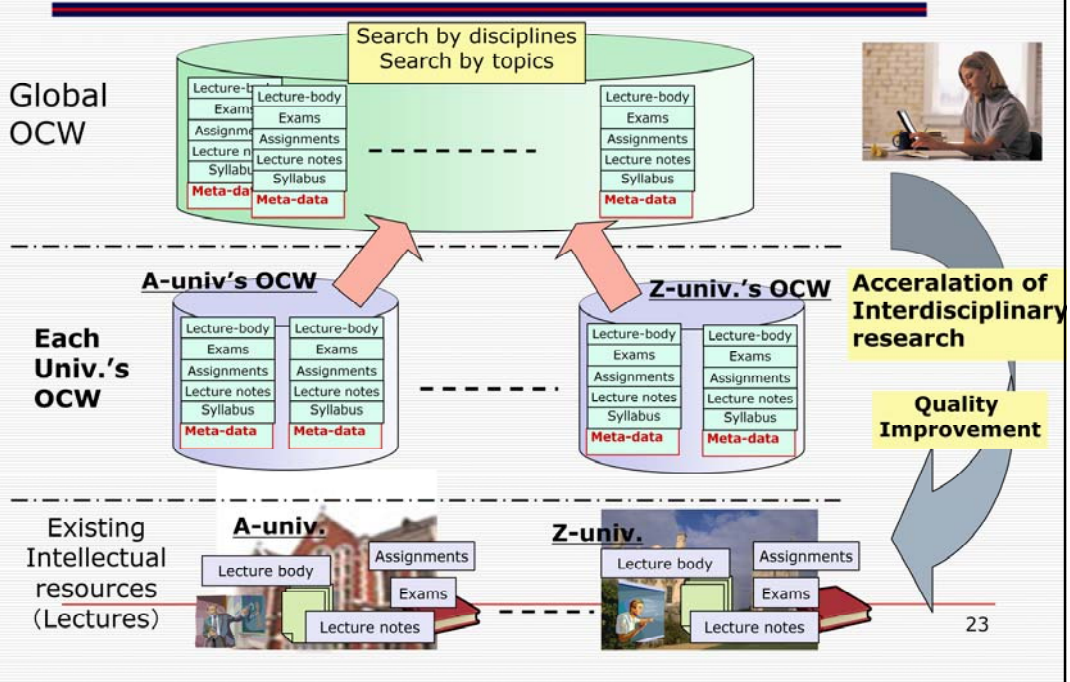 Search by disciplines
Search by topics
Global
OCW
Lecture-b
Exams
Assignme
Lecture n
Syllabu
Meta-da
Lecture-body
Exams
Assignments
Lecture notes
Syllabus
Meta-data
Lecture-body
Exams
Assignments
Lecture notes
Syllabus
Meta-data
A-univ's OCW
Z-univ.'s OCW
Each
Univ.'s
OCW
Lecture-body
Exams
Assignments
Lecture notes
Syllabus
Meta-data
Lecture-body
Exams
Assignments
Lecture notes
Syllabus
Meta-data
Lecture-body
Exams
Assignments
Lecture notes
Syllabus
Meta-data
Lecture-body
Exams
Assignments
Lecture notes
Syllabus
Meta-data
Acceralation of
Interdisciplinary
research
Quality
Improvement
Existing
Intellectual
resources
(Lectures)
A-univ.
Lecture body
Assignments
Exams
Lecture notes
Z-univ.
Lecture body
Assignments
Exams
Lecture notes
23